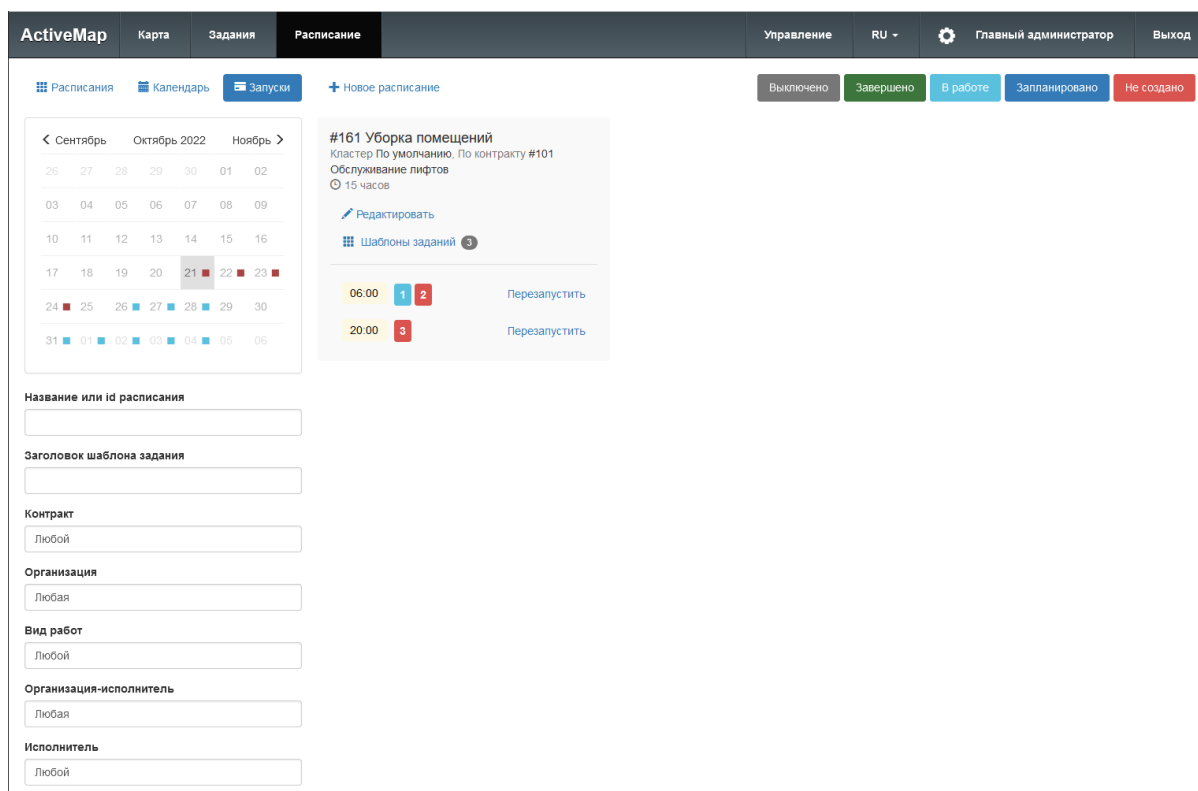 ActiveMap Карта Задания Расписание Управление RU Главный администратор Выход
Расписания Календарь Запуски Новое расписание Выключено Завершено В работе Запланировано Не создано
Сентябрь Октябрь 2022 Ноябрь
26 27 28 29 30 01 02
03 04 05 06 07 08 09
10 11 12 13 14 15 16
17 18 19 20 21 22 23
24 25 26 27 28 29 30
31 01 02 03 04 05 06
#161 Уборка помещений
Кластер По умолчанию, По контракту #101
Обслуживание лифтов
15 часов
Редактировать
Шаблоны заданий 3
06:00 1 2 Перезапустить
20:00 3 Перезапустить
Название или id расписания
Заголовок шаблона задания
Контракт
Любой
Организация
Любая
Вид работ
Любой
Организация-исполнитель
Любая
Исполнитель
Любой